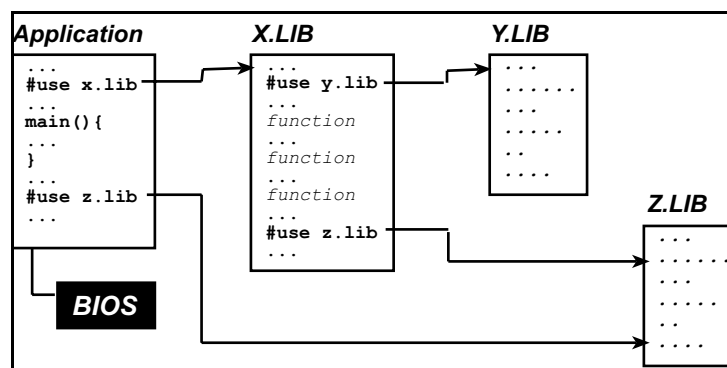 Application
...
#use x.lib
...
main(){
...
}
...
#use z.lib
...
BIOS
X.LIB
...
#use y.lib
...
function
...
function
...
function
...
#use z.lib
...
Y.LIB
...
......
...
.....
..
....
Z.LIB
...
......
...
.....
..
....